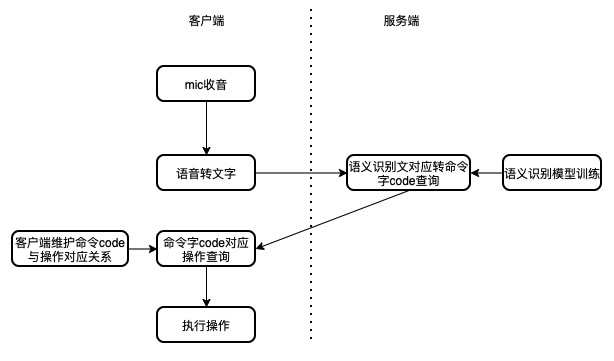 客户端
服务端
mic收音
语音转文字
语义识别文对应转命令
字code查询
语义识别模型训练
客户端维护命令code
与操作对应关系
命令字code对应
操作查询
执行操作